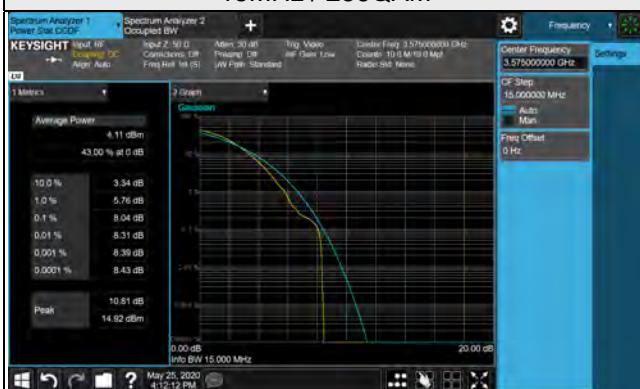 10MHz / 256QAM
Spectrum Analyzer 1
Power Stat CCDF
Spectrum Analyzer 2
Occupied BW
Frequency
KEYSIGHT
Input: RF
Coupling: DC
Align: Auto
Input Z: 50 Ω
Corrections: Off
Freq Ref: Int (S)
Atten: 30 dB
Preamp: Off
µW Path: Standard
Trig: Video
#IF Gain: Low
Center Freq: 3.575000000 GHz
Counts: 10.0 M/10.0 Mpt
Radio Std: None
Center Frequency
3.575000000 GHz
Settings
CF Step
15.000000 MHz
Auto
Man
Freq Offset
0 Hz
1 Metrics
Average Power
4.11 dBm
43.00 % at 0 dB
10.0 % 3.34 dB
1.0 % 5.76 dB
0.1 % 8.04 dB
0.01 % 8.31 dB
0.001 % 8.39 dB
0.0001 % 8.43 dB
Peak
10.81 dB
14.92 dBm
2 Graph
Gaussian
0.00 dB
20.00 dB
Info BW 15.000 MHz
May 25, 2020
4:12:12 PM